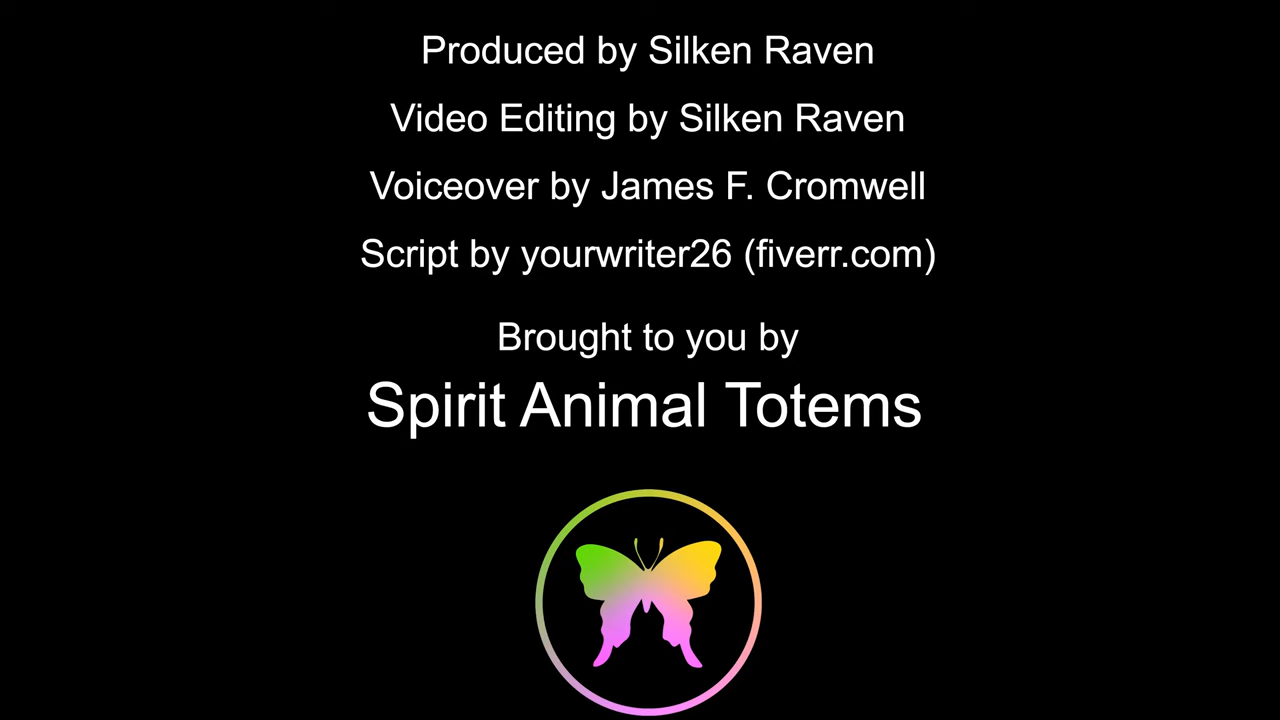 Produced by Silken Raven
Video Editing by Silken Raven
Voiceover by James F. Cromwell
Script by yourwriter26 (fiverr.com)
Brought to you by
Spirit Animal Totems